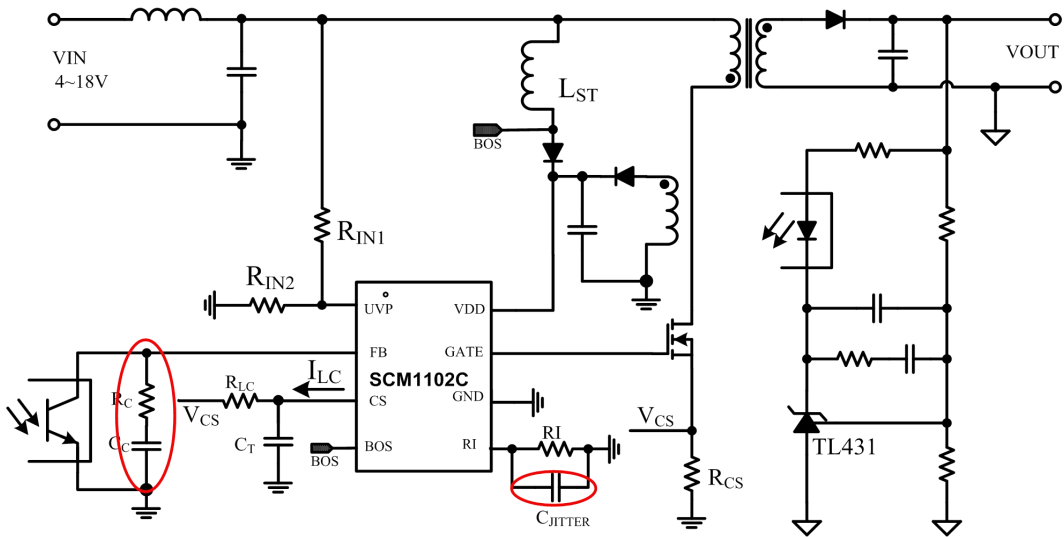 VIN
4~18V
VOUT
LST
BOS
RIN1
RIN2
UVP
VDD
FB
GATE
ILC
SCM1102C
RLC
RC
VCS
CS
GND
VCS
CC
CT
BOS
BOS
RI
RI
TL431
RCS
CJITTER